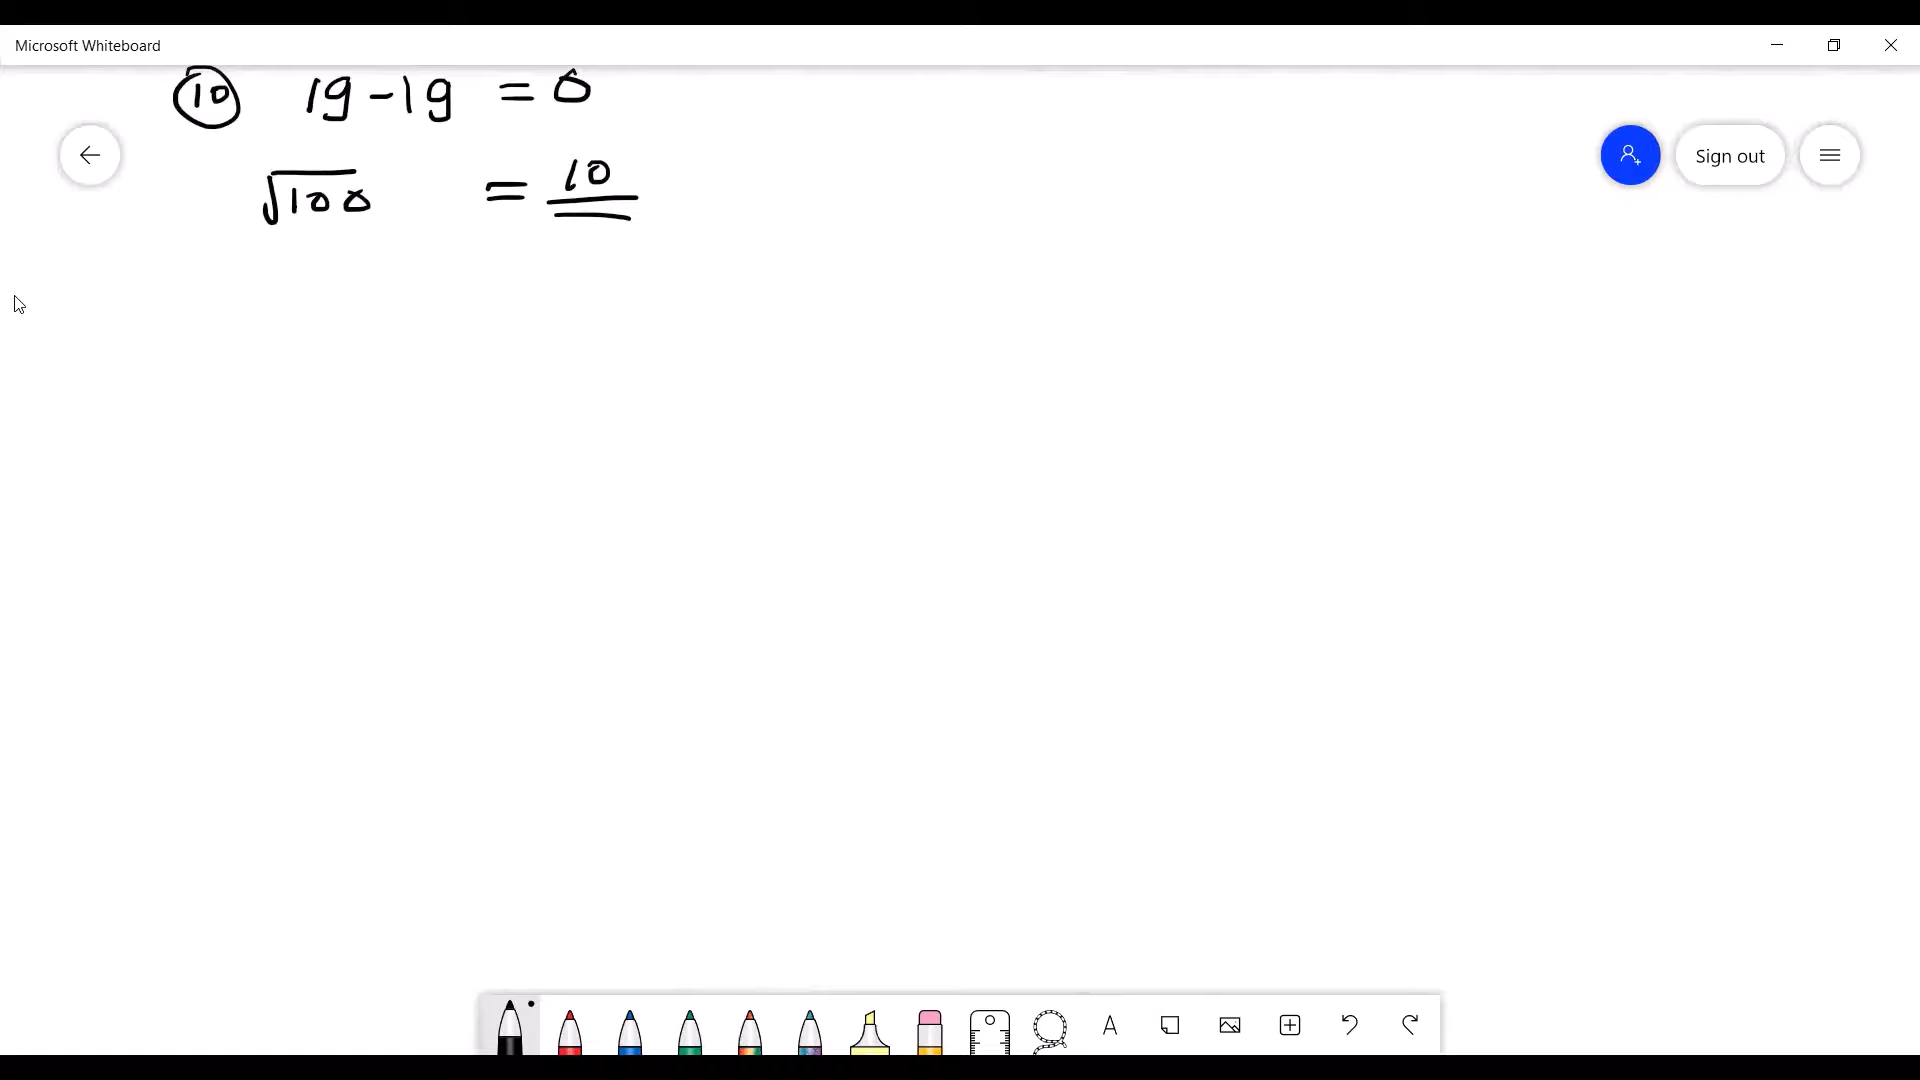 Microsoft Whiteboard
⑩ 19 - 19 = 0
√100 = 10
Sign out